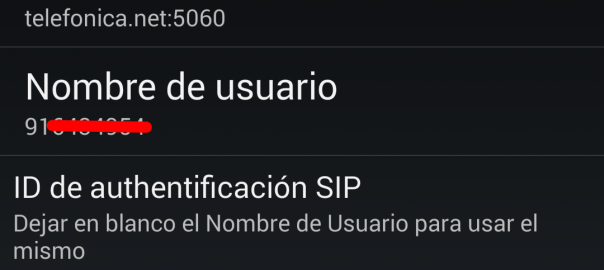 telefonica.net:5060
Nombre de usuario
91
ID de authentificación SIP
Dejar en blanco el Nombre de Usuario para usar el
mismo